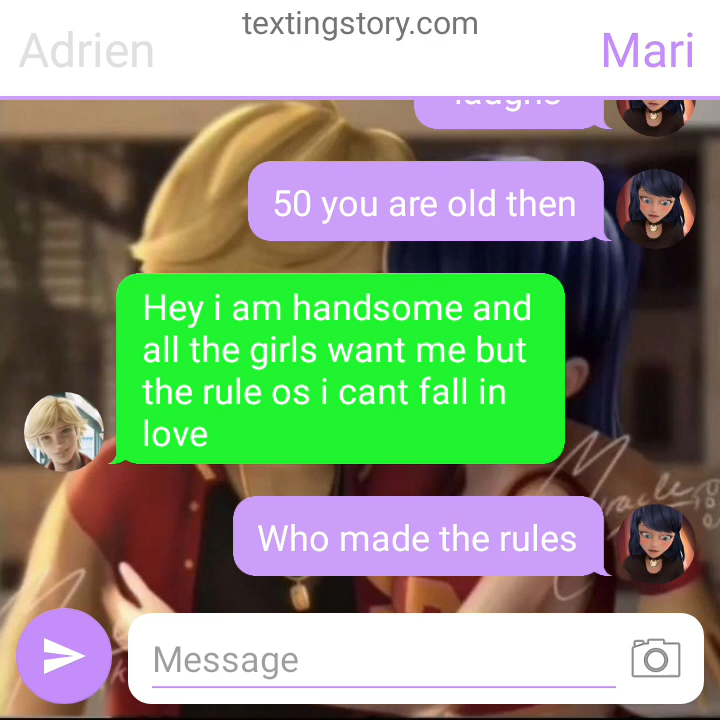 textingstory.com
Adrien
Mari
50 you are old then
Hey i am handsome and
all the girls want me but
the rule os i cant fall in
love
Who made the rules
Message